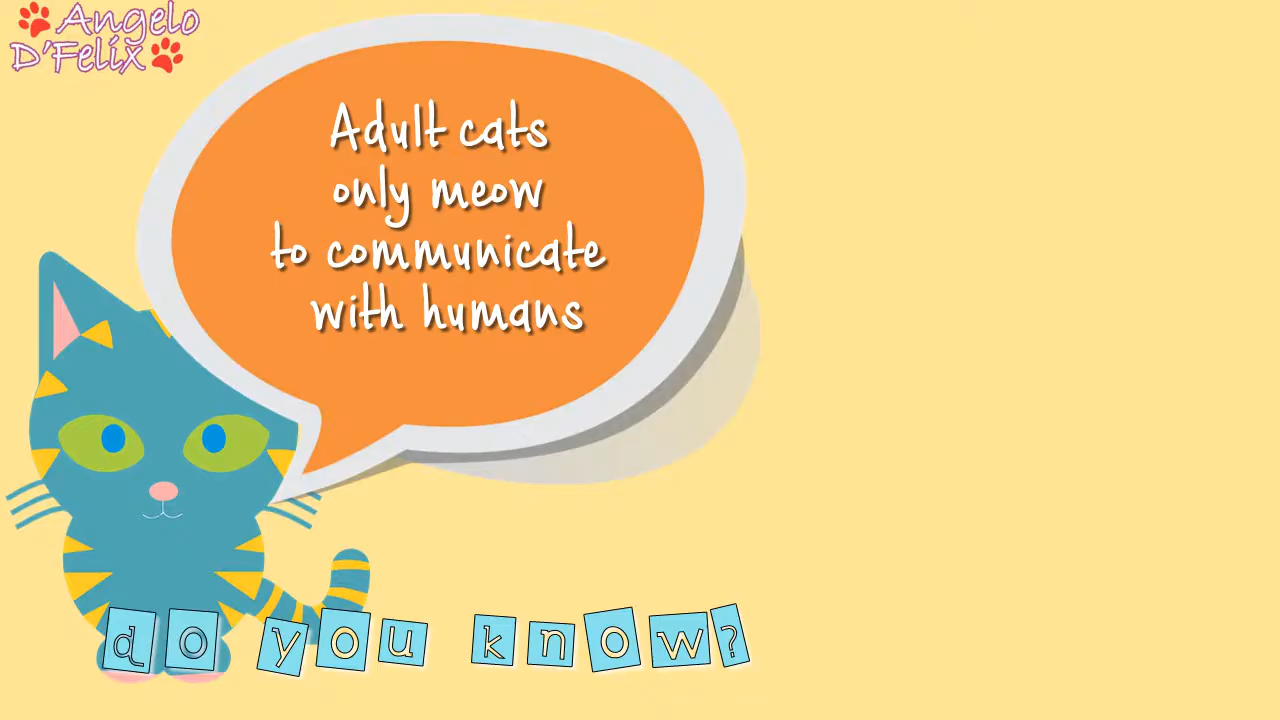 Angelo
D'Felix
Adult cats
only meow
to communicate
with humans
do you know?